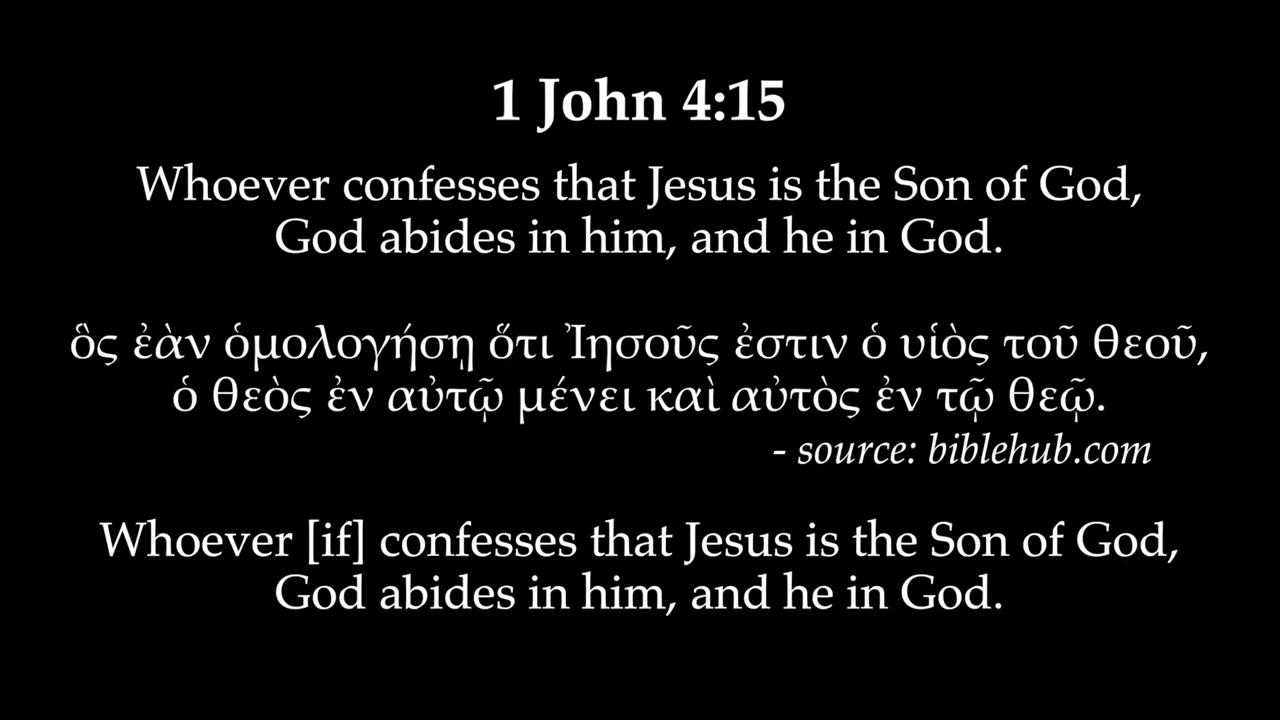 1 John 4:15
Whoever confesses that Jesus is the Son of God,
God abides in him, and he in God.
ὃς ἐὰν ὁμολογήσῃ ὅτι Ἰησοῦς ἐστιν ὁ υἱὸς τοῦ θεοῦ,
ὁ θεὸς ἐν αὐτῷ μένει καὶ αὐτὸς ἐν τῷ θεῷ.
- source: biblehub.com
Whoever [if] confesses that Jesus is the Son of God,
God abides in him, and he in God.